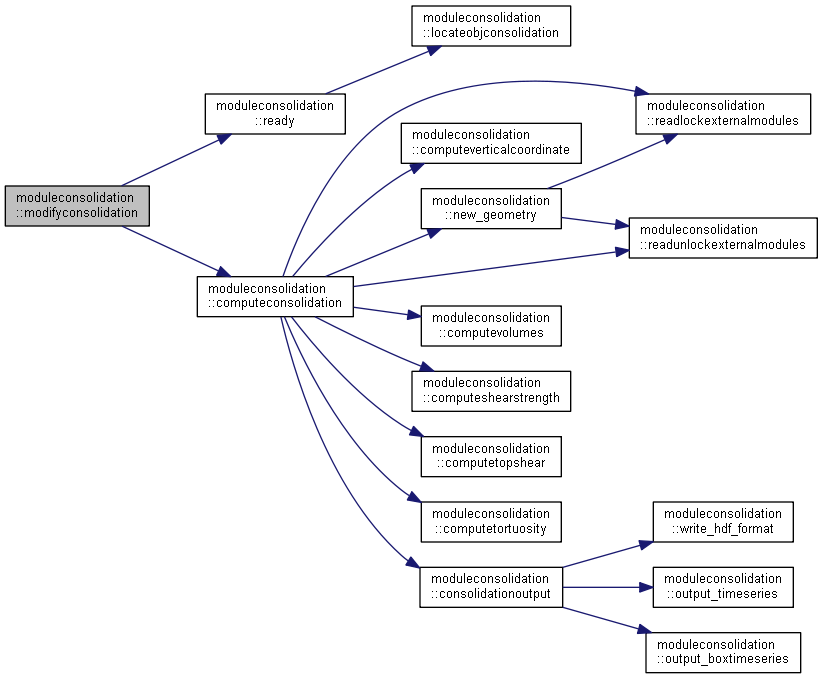 moduleconsolidation
::locateobjconsolidation
moduleconsolidation
::ready
moduleconsolidation
::readlockexternalmodules
moduleconsolidation
::computeverticalcoordinate
moduleconsolidation
::modifyconsolidation
moduleconsolidation
::new_geometry
moduleconsolidation
::readunlockexternalmodules
moduleconsolidation
::computeconsolidation
moduleconsolidation
::computevolumes
moduleconsolidation
::computeshearstrength
moduleconsolidation
::computetopshear
moduleconsolidation
::computetortuosity
moduleconsolidation
::write_hdf_format
moduleconsolidation
::consolidationoutput
moduleconsolidation
::output_timeseries
moduleconsolidation
::output_boxtimeseries